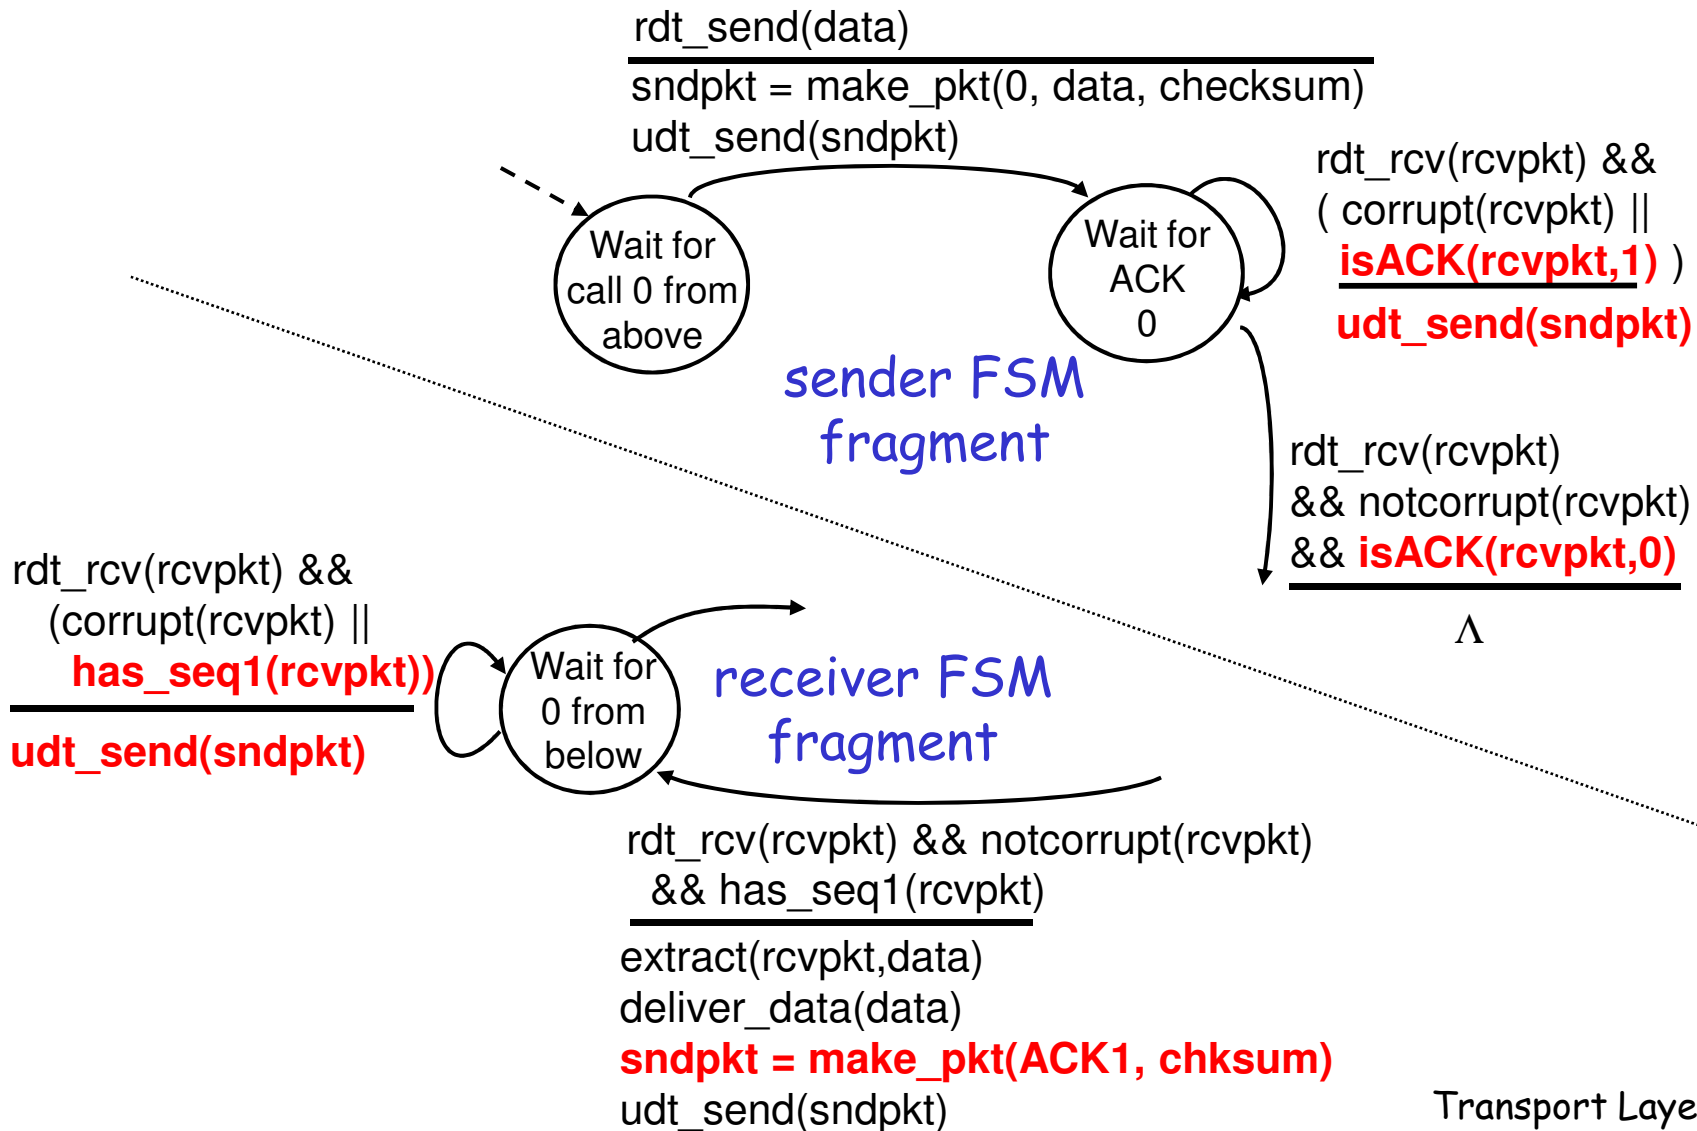 rdt_send(data)
sndpkt = make_pkt(0, data, checksum)
udt_send(sndpkt)
Wait for
call 0 from
above
Wait for
ACK
0
rdt_rcv(rcvpkt) &&
( corrupt(rcvpkt) ||
isACK(rcvpkt,1) )
udt_send(sndpkt)
sender FSM
fragment
rdt_rcv(rcvpkt)
&& notcorrupt(rcvpkt)
&& isACK(rcvpkt,0)
Λ
rdt_rcv(rcvpkt) &&
(corrupt(rcvpkt) ||
has_seq1(rcvpkt))
udt_send(sndpkt)
Wait for
0 from
below
receiver FSM
fragment
rdt_rcv(rcvpkt) && notcorrupt(rcvpkt)
&& has_seq1(rcvpkt)
extract(rcvpkt,data)
deliver_data(data)
sndpkt = make_pkt(ACK1, chksum)
udt_send(sndpkt)
Transport Laye